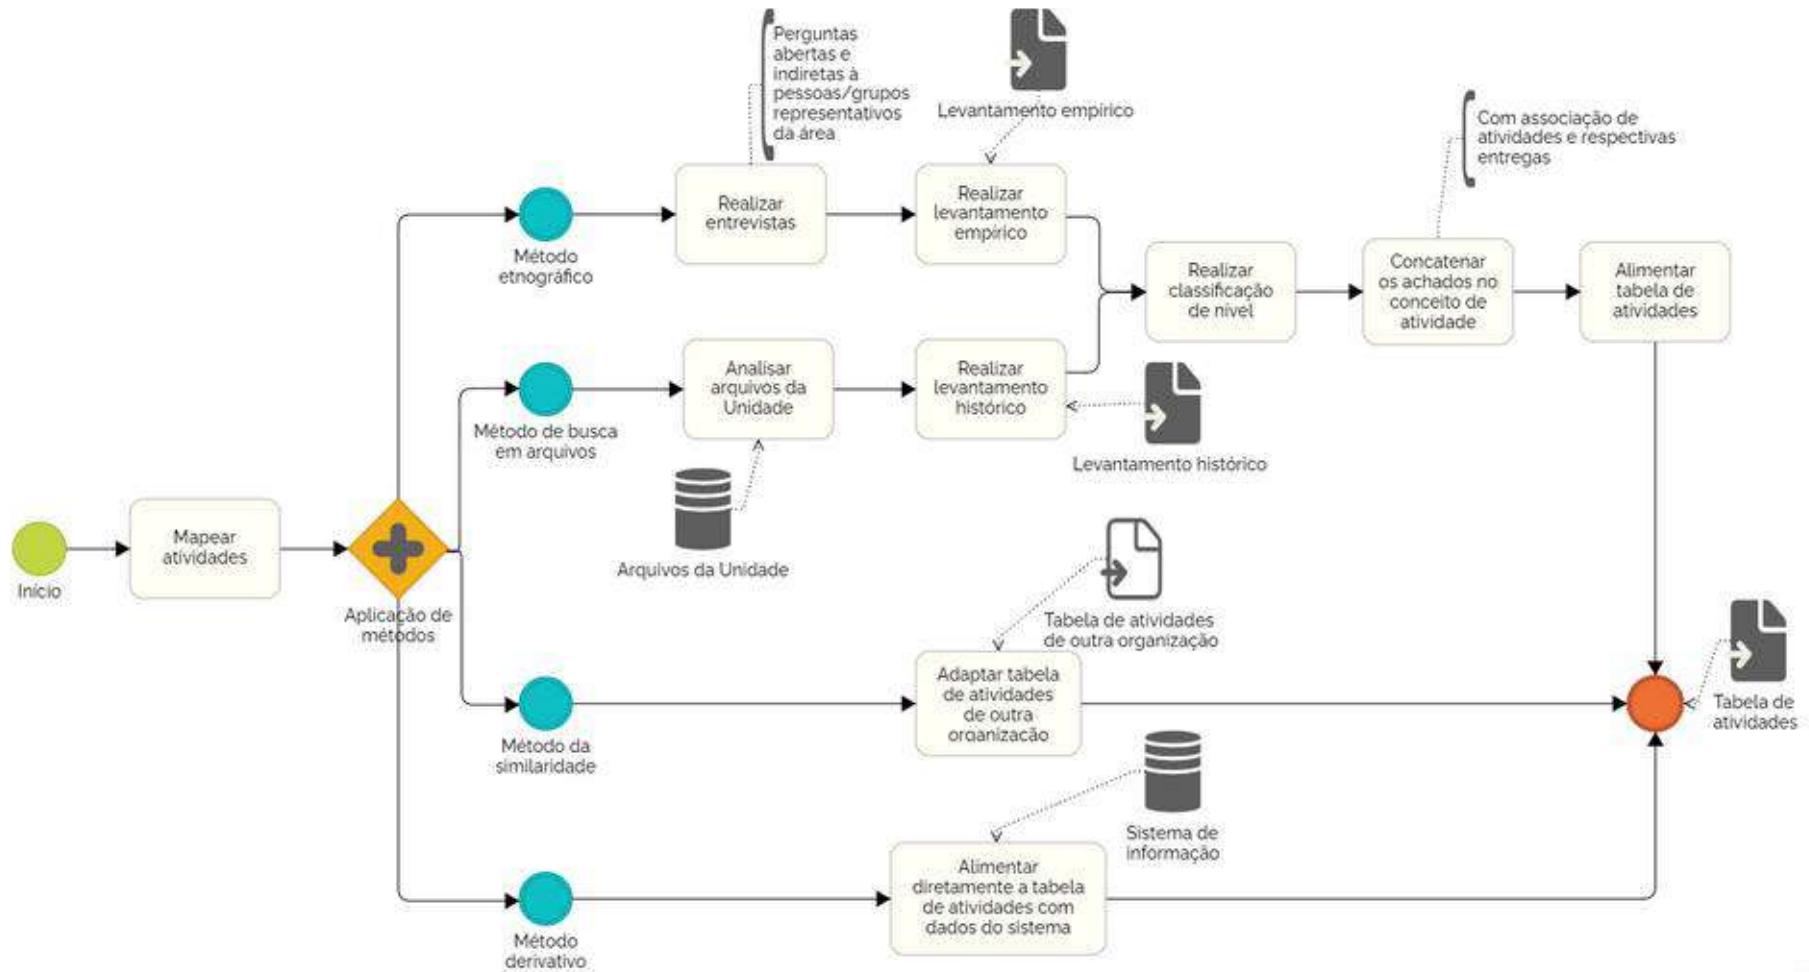 Perguntas
abertas e
indiretas à
pessoas/grupos
representativos
da área
Levantamento empírico
Com associação de
atividades e respectivas
entregas
Método
etnográfico
Realizar
entrevistas
Realizar
levantamento
empírico
Realizar
classificação
de nível
Concatenar
os achados no
conceito de
atividade
Alimentar
tabela de
atividades
Método de busca
em arquivos
Analisar
arquivos da
Unidade
Realizar
levantamento
histórico
Levantamento histórico
Arquivos da Unidade
Início
Mapear
atividades
Aplicação de
métodos
Tabela de atividades
de outra organização
Método da
similaridade
Adaptar tabela
de atividades
de outra
organização
Tabela de
atividades
Sistema de
informação
Método
derivativo
Alimentar
diretamente a tabela
de atividades com
dados do sistema